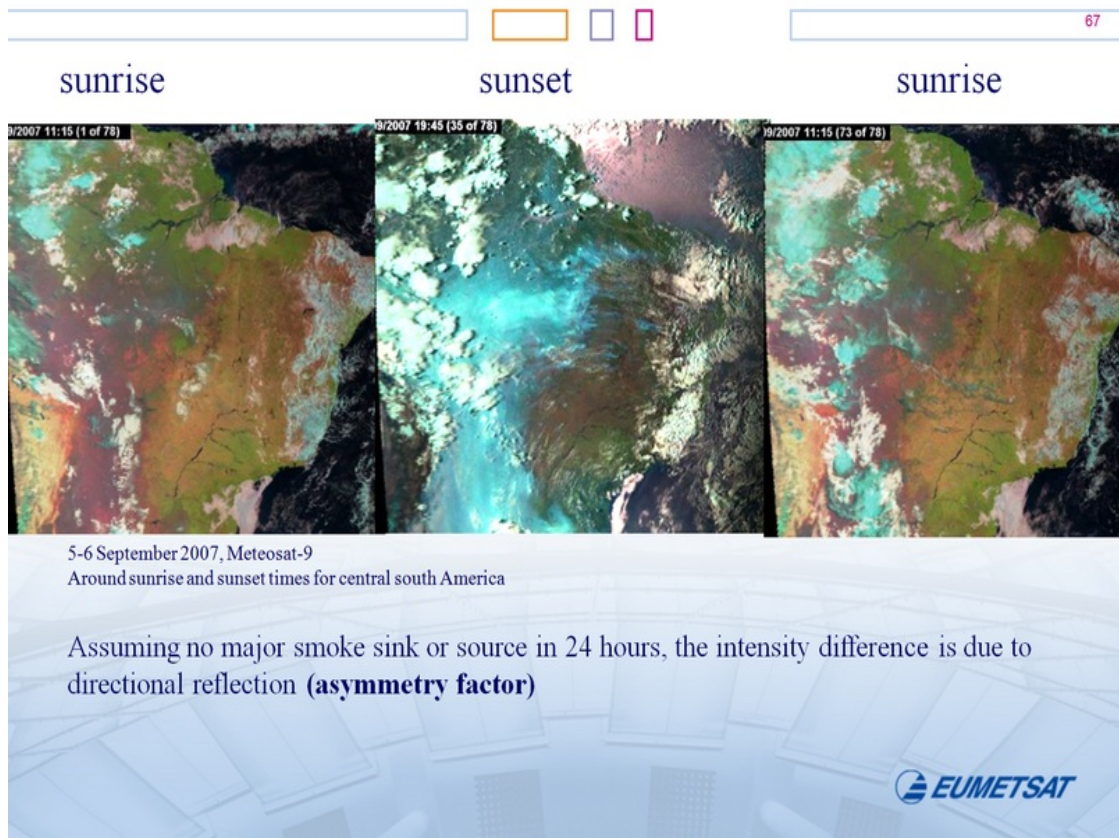 67
sunrise
sunset
sunrise
9/2007 11:15 (1 of 78)
9/2007 19:45 (35 of 78)
9/2007 11:15 (73 of 78)
5-6 September 2007, Meteosat-9
Around sunrise and sunset times for central south America
Assuming no major smoke sink or source in 24 hours, the intensity difference is due to
directional reflection (asymmetry factor)
EUMETSAT